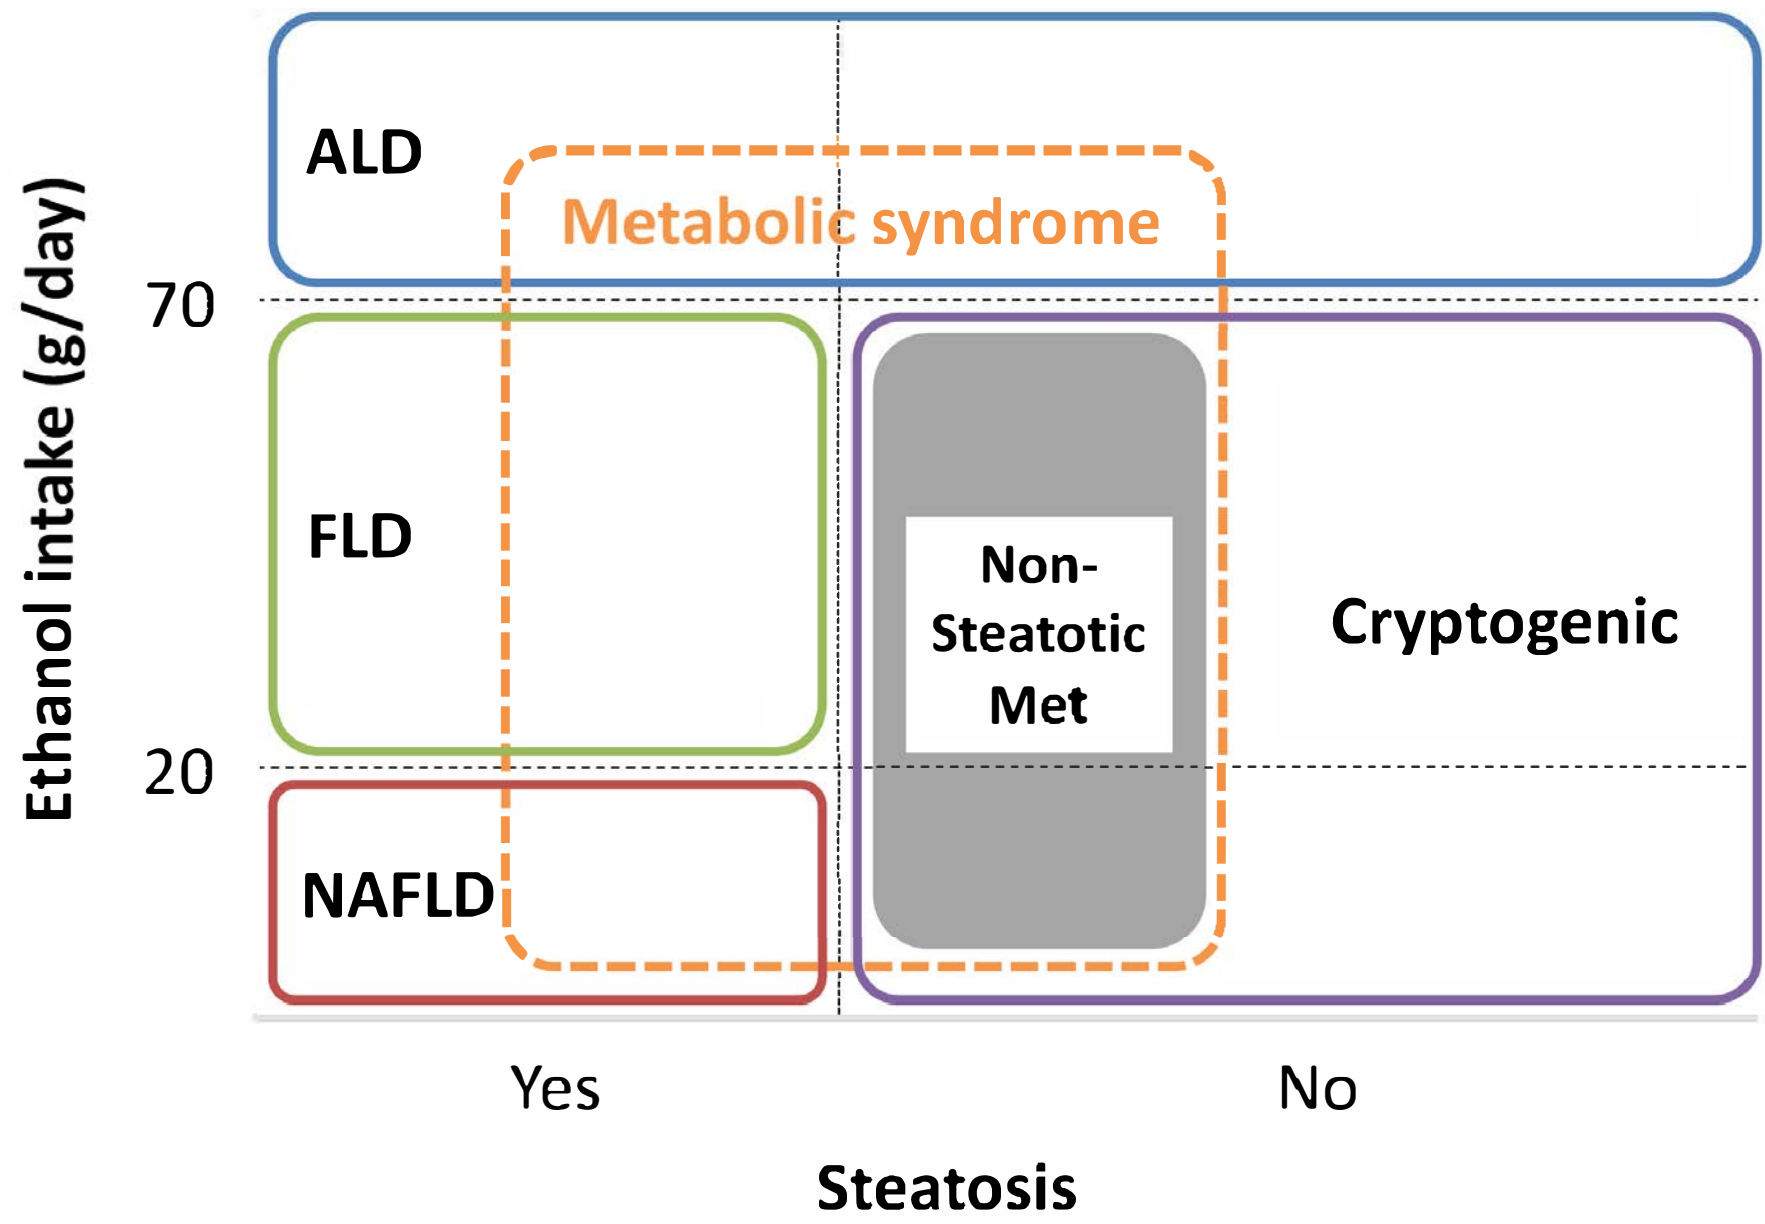 ALD
Metabolic syndrome
Ethanol intake (g/day)
70
FLD
Non-
Steatotic
Met
Cryptogenic
20
NAFLD
Yes
No
Steatosis